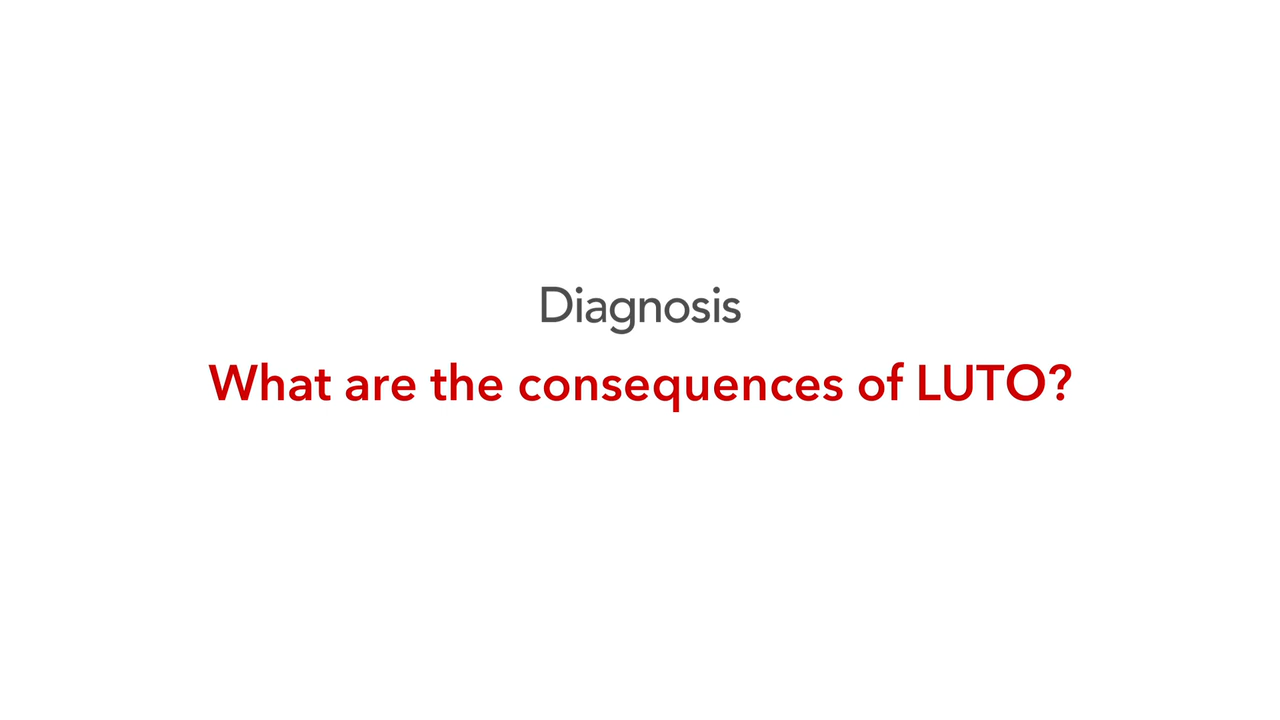 Diagnosis
What are the consequences of LUTO?